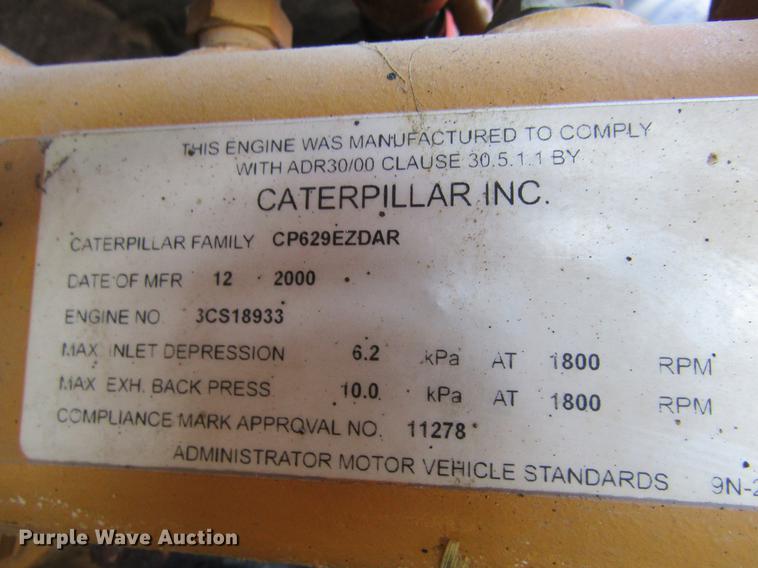 THIS ENGINE WAS MANUFACTURED TO COMPLY
WITH ADR30/00 CLAUSE 30.5.1.1 BY
CATERPILLAR INC.
CATERPILLAR FAMILY CP629EZDAR
DATE OF MFR 12 2000
ENGINE NO. 3CS18933
MAX. INLET DEPRESSION 6.2 kPa AT 1800 RPM
MAX EXH. BACK PRESS 10.0 kPa AT 1800 RPM
COMPLIANCE MARK APPROVAL NO. 11278
ADMINISTRATOR MOTOR VEHICLE STANDARDS 9N-2
Purple Wave Auction